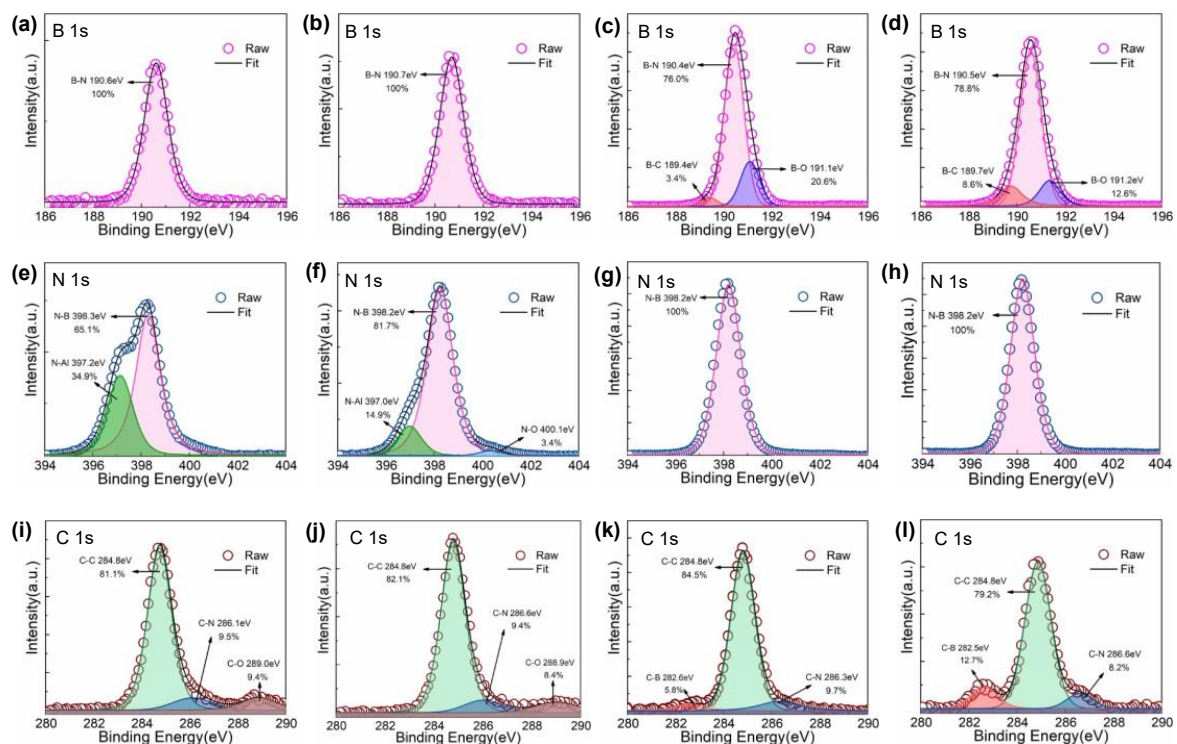 (a) B 1s
Raw
Fit
B-N 190.6eV
100%
Intensity(a.u.)
186 188 190 192 194 196
Binding Energy(eV)
(b) B 1s
Raw
Fit
B-N 190.7eV
100%
Intensity(a.u.)
186 188 190 192 194 196
Binding Energy(eV)
(c) B 1s
Raw
Fit
B-N 190.4eV
76.0%
B-C 189.4eV
3.4%
B-O 191.1eV
20.6%
Intensity(a.u.)
186 188 190 192 194 196
Binding Energy(eV)
(d) B 1s
Raw
Fit
B-N 190.5eV
78.8%
B-C 189.7eV
8.6%
B-O 191.2eV
12.6%
Intensity(a.u.)
186 188 190 192 194 196
Binding Energy(eV)
(e) N 1s
Raw
Fit
N-B 398.3eV
65.1%
N-Al 397.2eV
34.9%
Intensity(a.u.)
394 396 398 400 402 404
Binding Energy(eV)
(f) N 1s
Raw
Fit
N-B 398.2eV
81.7%
N-Al 397.0eV
14.9%
N-O 400.1eV
3.4%
Intensity(a.u.)
394 396 398 400 402 404
Binding Energy(eV)
(g) N 1s
Raw
Fit
N-B 398.2eV
100%
Intensity(a.u.)
394 396 398 400 402 404
Binding Energy(eV)
(h) N 1s
Raw
Fit
N-B 398.2eV
100%
Intensity(a.u.)
394 396 398 400 402 404
Binding Energy(eV)
(i) C 1s
Raw
Fit
C-C 284.8eV
81.1%
C-N 286.1eV
9.5%
C-O 289.0eV
9.4%
Intensity(a.u.)
280 282 284 286 288 290
Binding Energy(eV)
(j) C 1s
Raw
Fit
C-C 284.8eV
82.1%
C-N 286.6eV
9.4%
C-O 288.9eV
8.4%
Intensity(a.u.)
280 282 284 286 288 290
Binding Energy(eV)
(k) C 1s
Raw
Fit
C-C 284.8eV
84.5%
C-B 282.6eV
5.8%
C-N 286.3eV
9.7%
Intensity(a.u.)
280 282 284 286 288 290
Binding Energy(eV)
(l) C 1s
Raw
Fit
C-C 284.8eV
79.2%
C-B 282.5eV
12.7%
C-N 286.6eV
8.2%
Intensity(a.u.)
280 282 284 286 288 290
Binding Energy(eV)